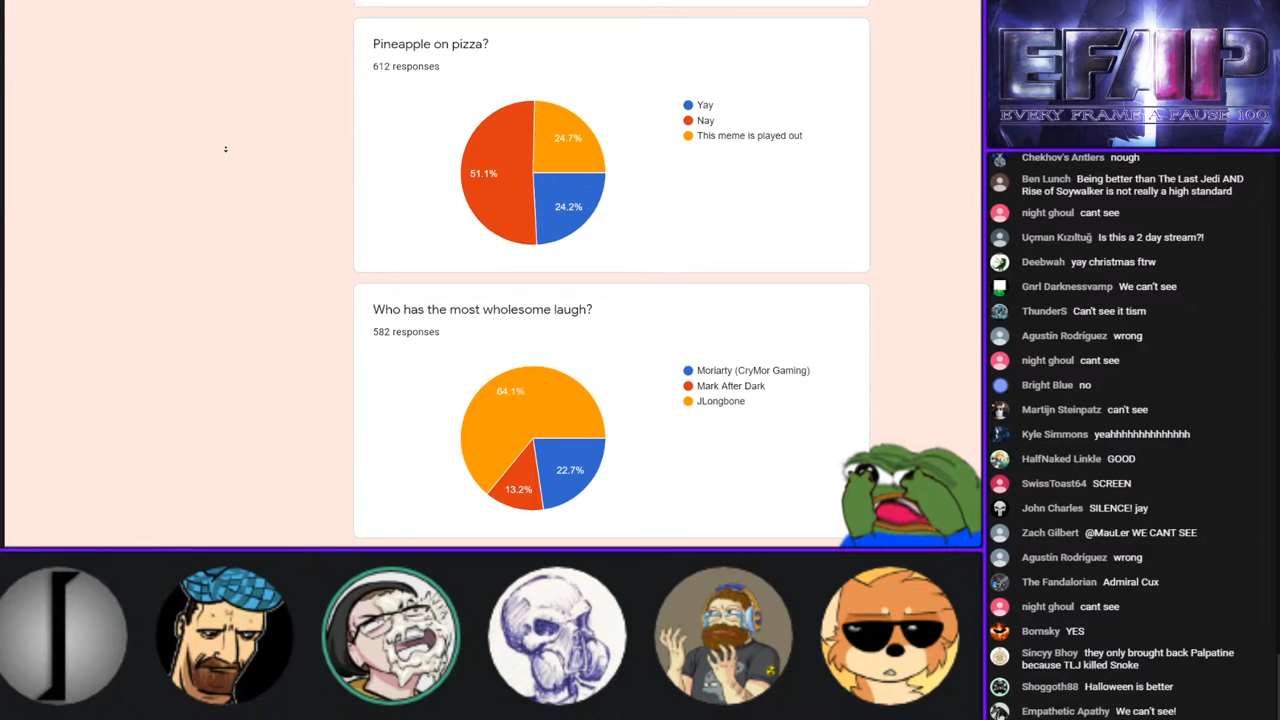 Pineapple on pizza?
612 responses
24.7%
51.1%
24.2%
Yay
Nay
This meme is played out
Who has the most wholesome laugh?
582 responses
64.1%
22.7%
13.2%
Moriarty (CryMor Gaming)
Mark After Dark
JLongbone
EFAP
EVERY FRAME A PAUSE 100
Chekhov's Antlers nough
Ben Lunch Being better than The Last Jedi AND
Rise of Soywalker is not really a high standard
night ghoul cant see
Uçman Kızıltuğ Is this a 2 day stream?!
Deebwah yay christmas ftrw
Gnrl Darknessvamp We can't see
ThunderS Can't see it tism
Agustín Rodríguez wrong
night ghoul cant see
Bright Blue no
Martijn Steinpatz can't see
Kyle Simmons yeahhhhhhhhhhhhh
HalfNaked Linkle GOOD
SwissToast64 SCREEN
John Charles SILENCE! jay
Zach Gilbert @MauLer WE CANT SEE
Agustín Rodríguez wrong
The Fandalorian Admiral Cux
night ghoul cant see
Bornsky YES
Sincyy Bhoy they only brought back Palpatine
because TLJ killed Snoke
Shoggoth88 Halloween is better
Empathetic Apathy We can't see!